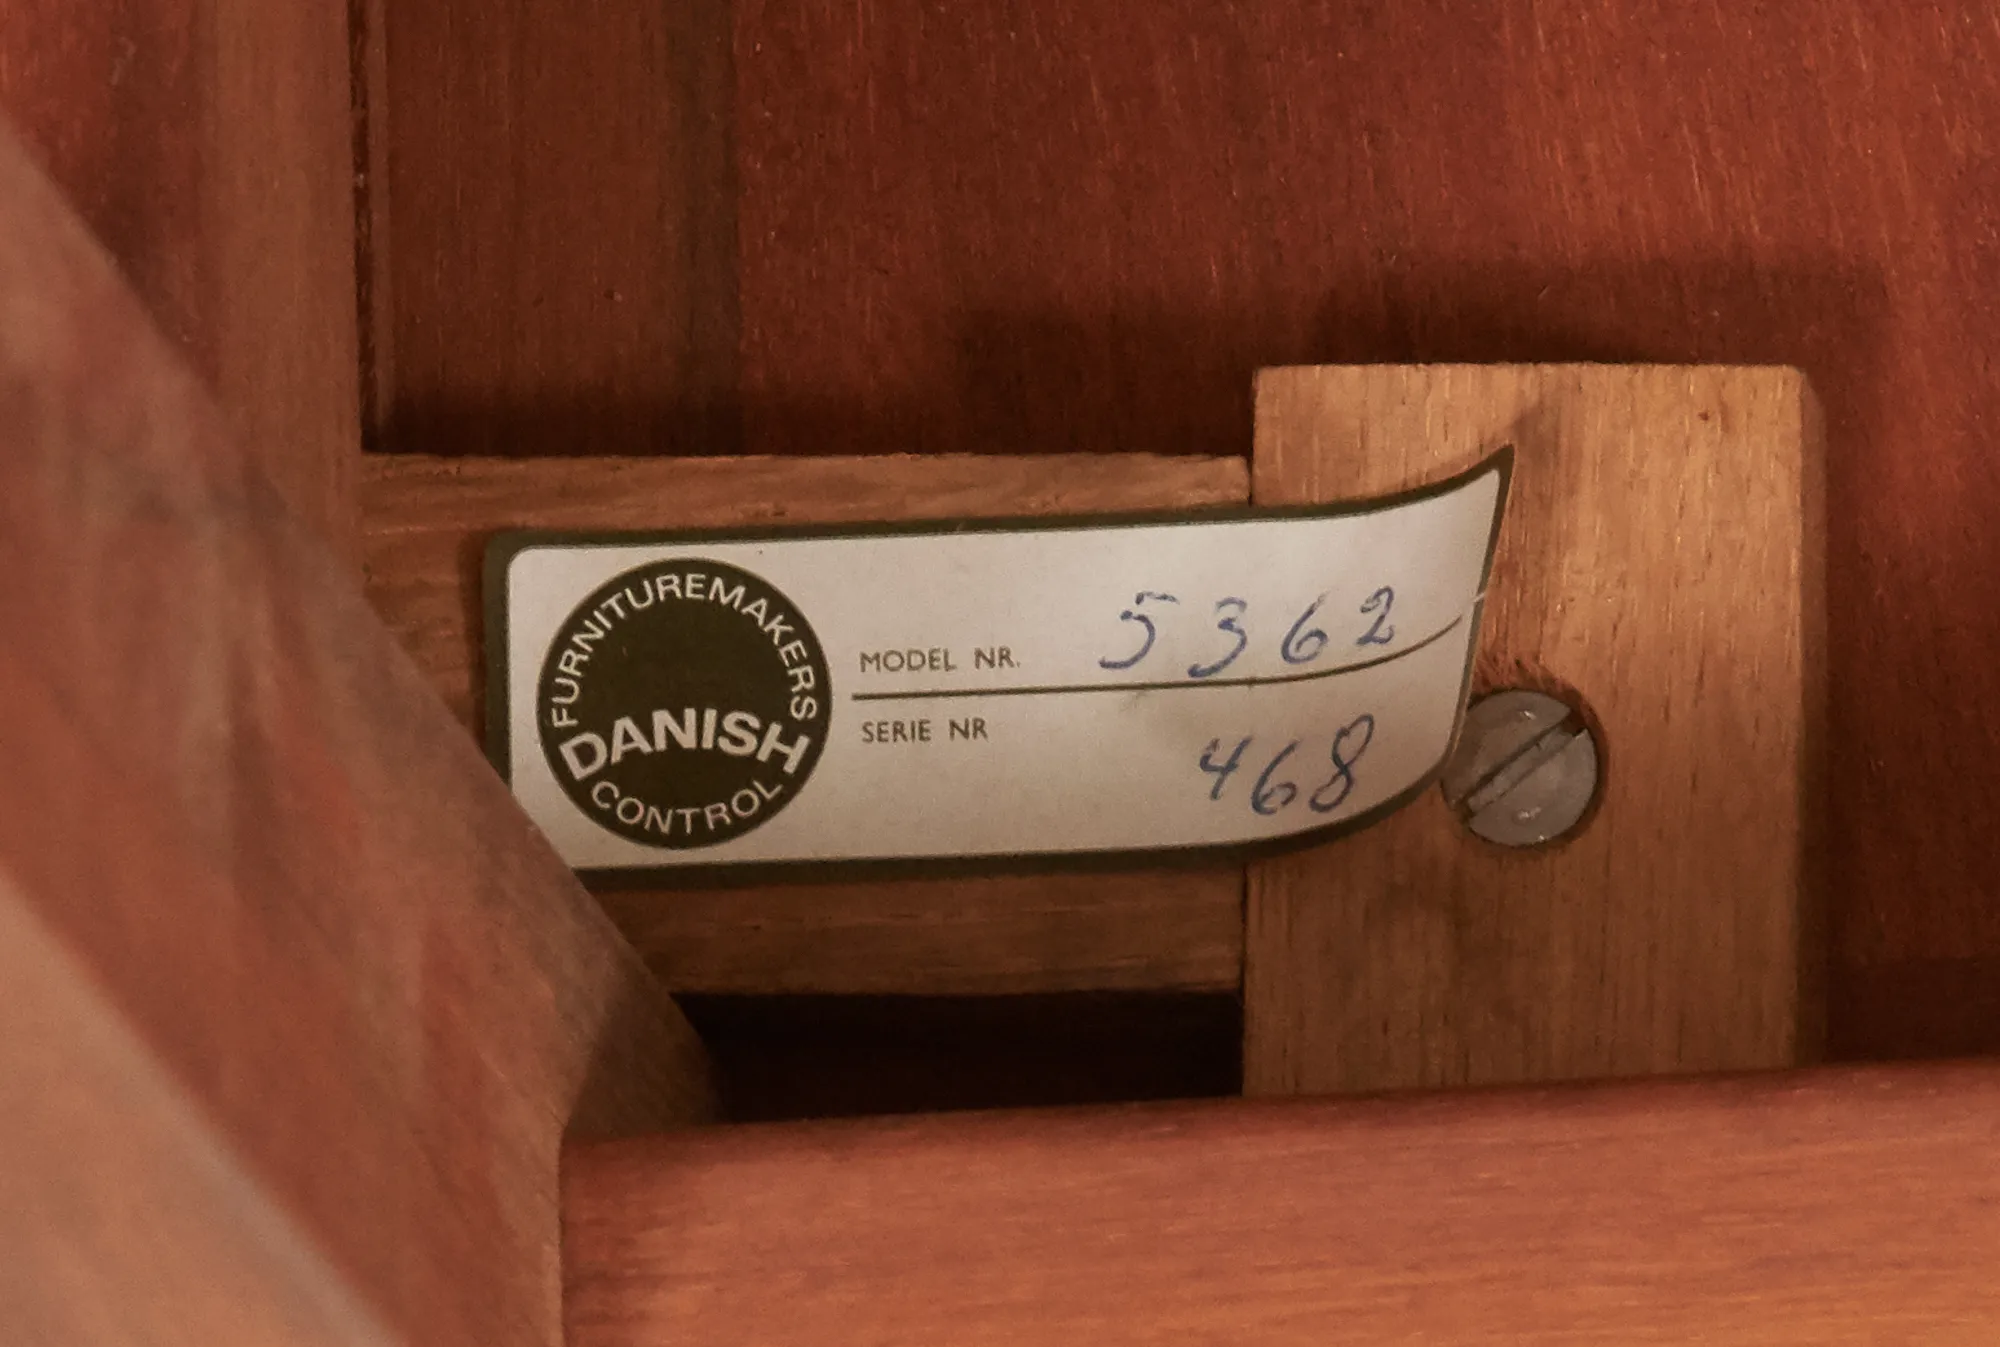 FURNITUREMAKERS
DANISH
CONTROL
MODEL NR. 5362
SERIE NR 468